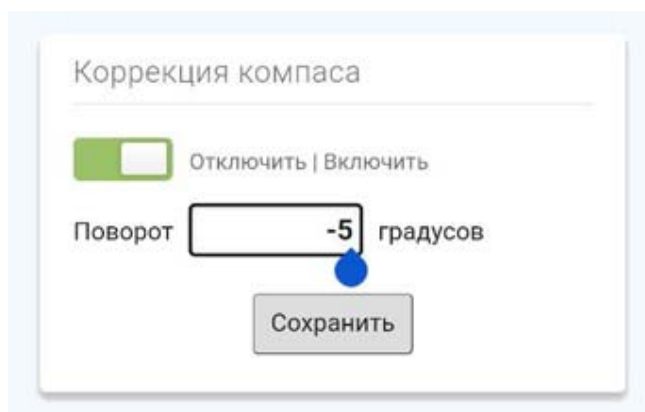 Коррекция компаса
Отключить | Включить
Поворот -5 градусов
Сохранить